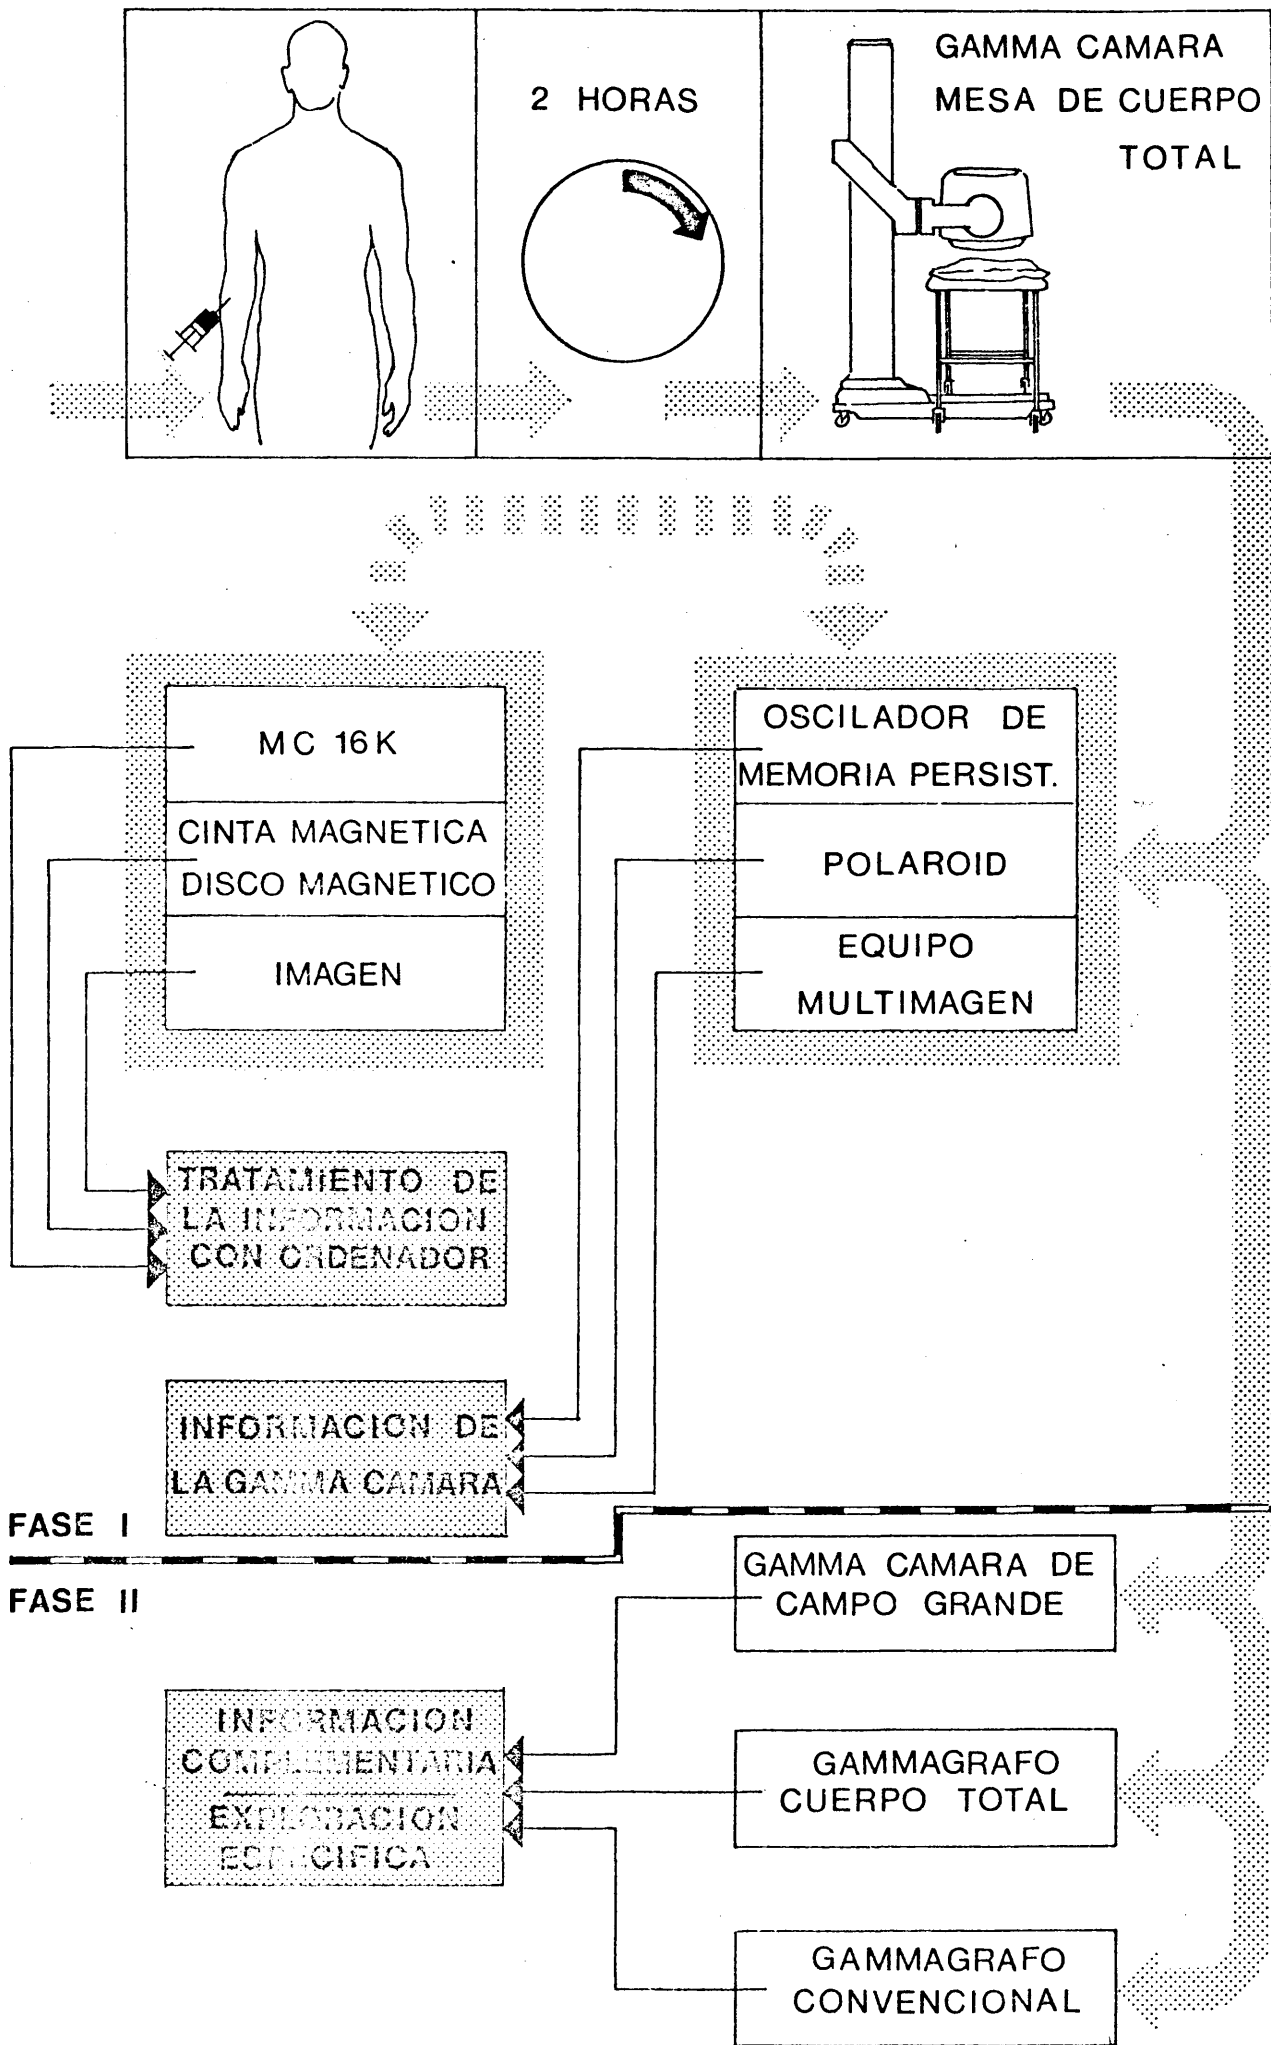 2 HORAS
GAMMA CAMARA
MESA DE CUERPO
TOTAL
MC 16K
CINTA MAGNETICA
DISCO MAGNETICO
IMAGEN
OSCILADOR DE
MEMORIA PERSIST.
POLAROID
EQUIPO
MULTIMAGEN
TRATAMIENTO DE
LA INFORMACION
CON ORDENADOR
INFORMACION DE
LA GAMMA CAMARA
FASE I
FASE II
GAMMA CAMARA DE
CAMPO GRANDE
INFORMACION
COMPLEMENTARIA
EXPLORACION
ESPECIFICA
GAMMAGRAFO
CUERPO TOTAL
GAMMAGRAFO
CONVENCIONAL